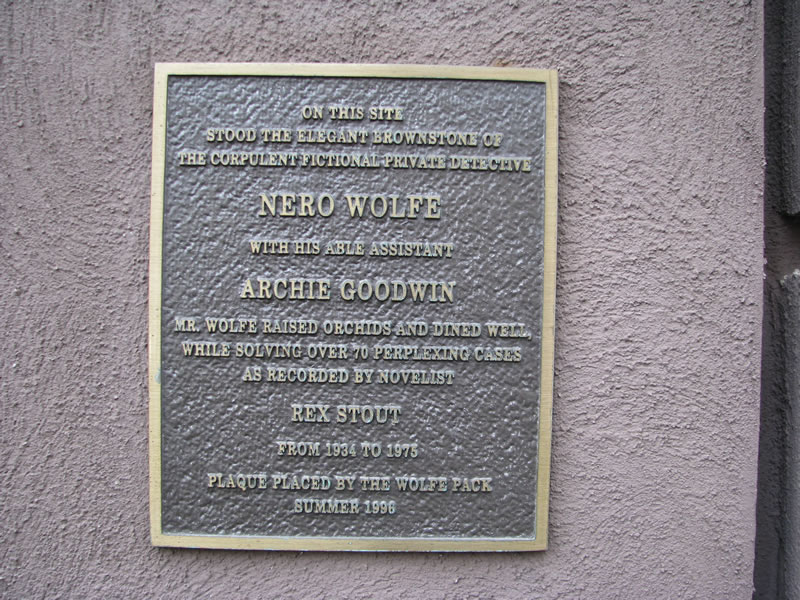 ON THIS SITE
STOOD THE ELEGANT BROWNSTONE OF
THE CORPULENT FICTIONAL PRIVATE DETECTIVE
NERO WOLFE
WITH HIS ABLE ASSISTANT
ARCHIE GOODWIN
MR. WOLFE RAISED ORCHIDS AND DINED WELL,
WHILE SOLVING OVER 70 PERPLEXING CASES
AS RECORDED BY NOVELIST
REX STOUT
FROM 1934 TO 1975
PLAQUE PLACED BY THE WOLFE PACK
SUMMER 1996